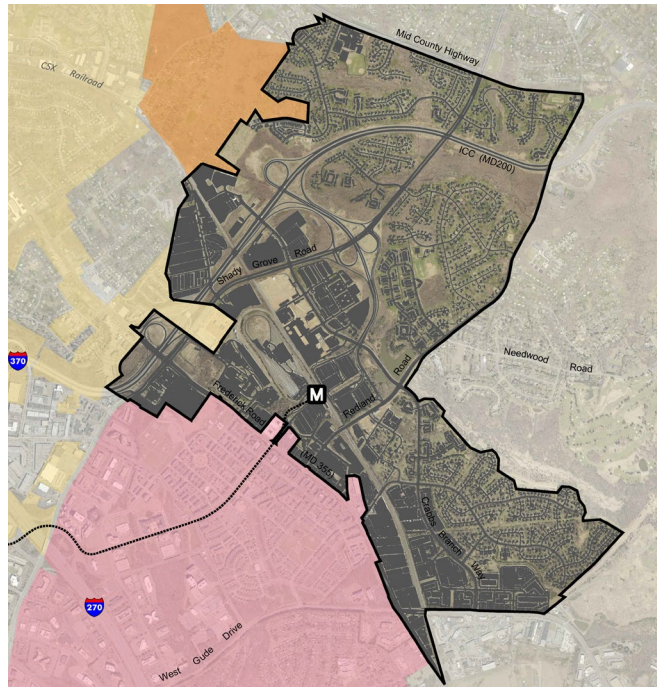 Mid County Highway
CSX Railroad
ICC (MD200)
Shady Grove Road
370
Needwood Road
M
Frederick Road
Redland Road
(MD 355)
Crabbs Branch Way
270
West Gude Drive